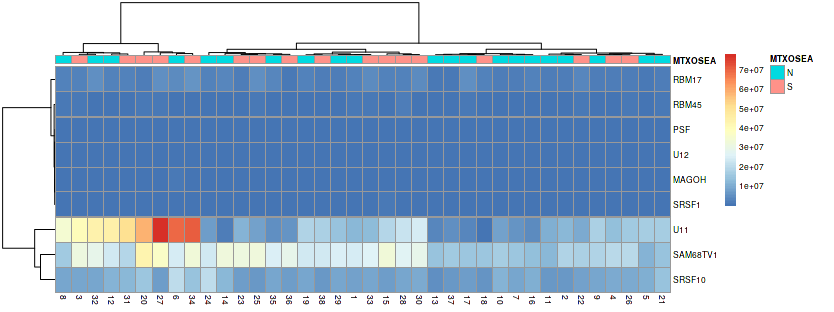 MTXOSEA
MTXOSEA
N
S
7e+07
6e+07
5e+07
4e+07
3e+07
2e+07
1e+07
RBM17
RBM45
PSF
U12
MAGOH
SRSF1
U11
SAM68TV1
SRSF10
8 3 32 12 31 20 27 6 34 24 14 23 25 35 36 19 38 29 1 33 15 28 30 13 37 17 18 10 7 16 11 2 22 9 4 26 5 21